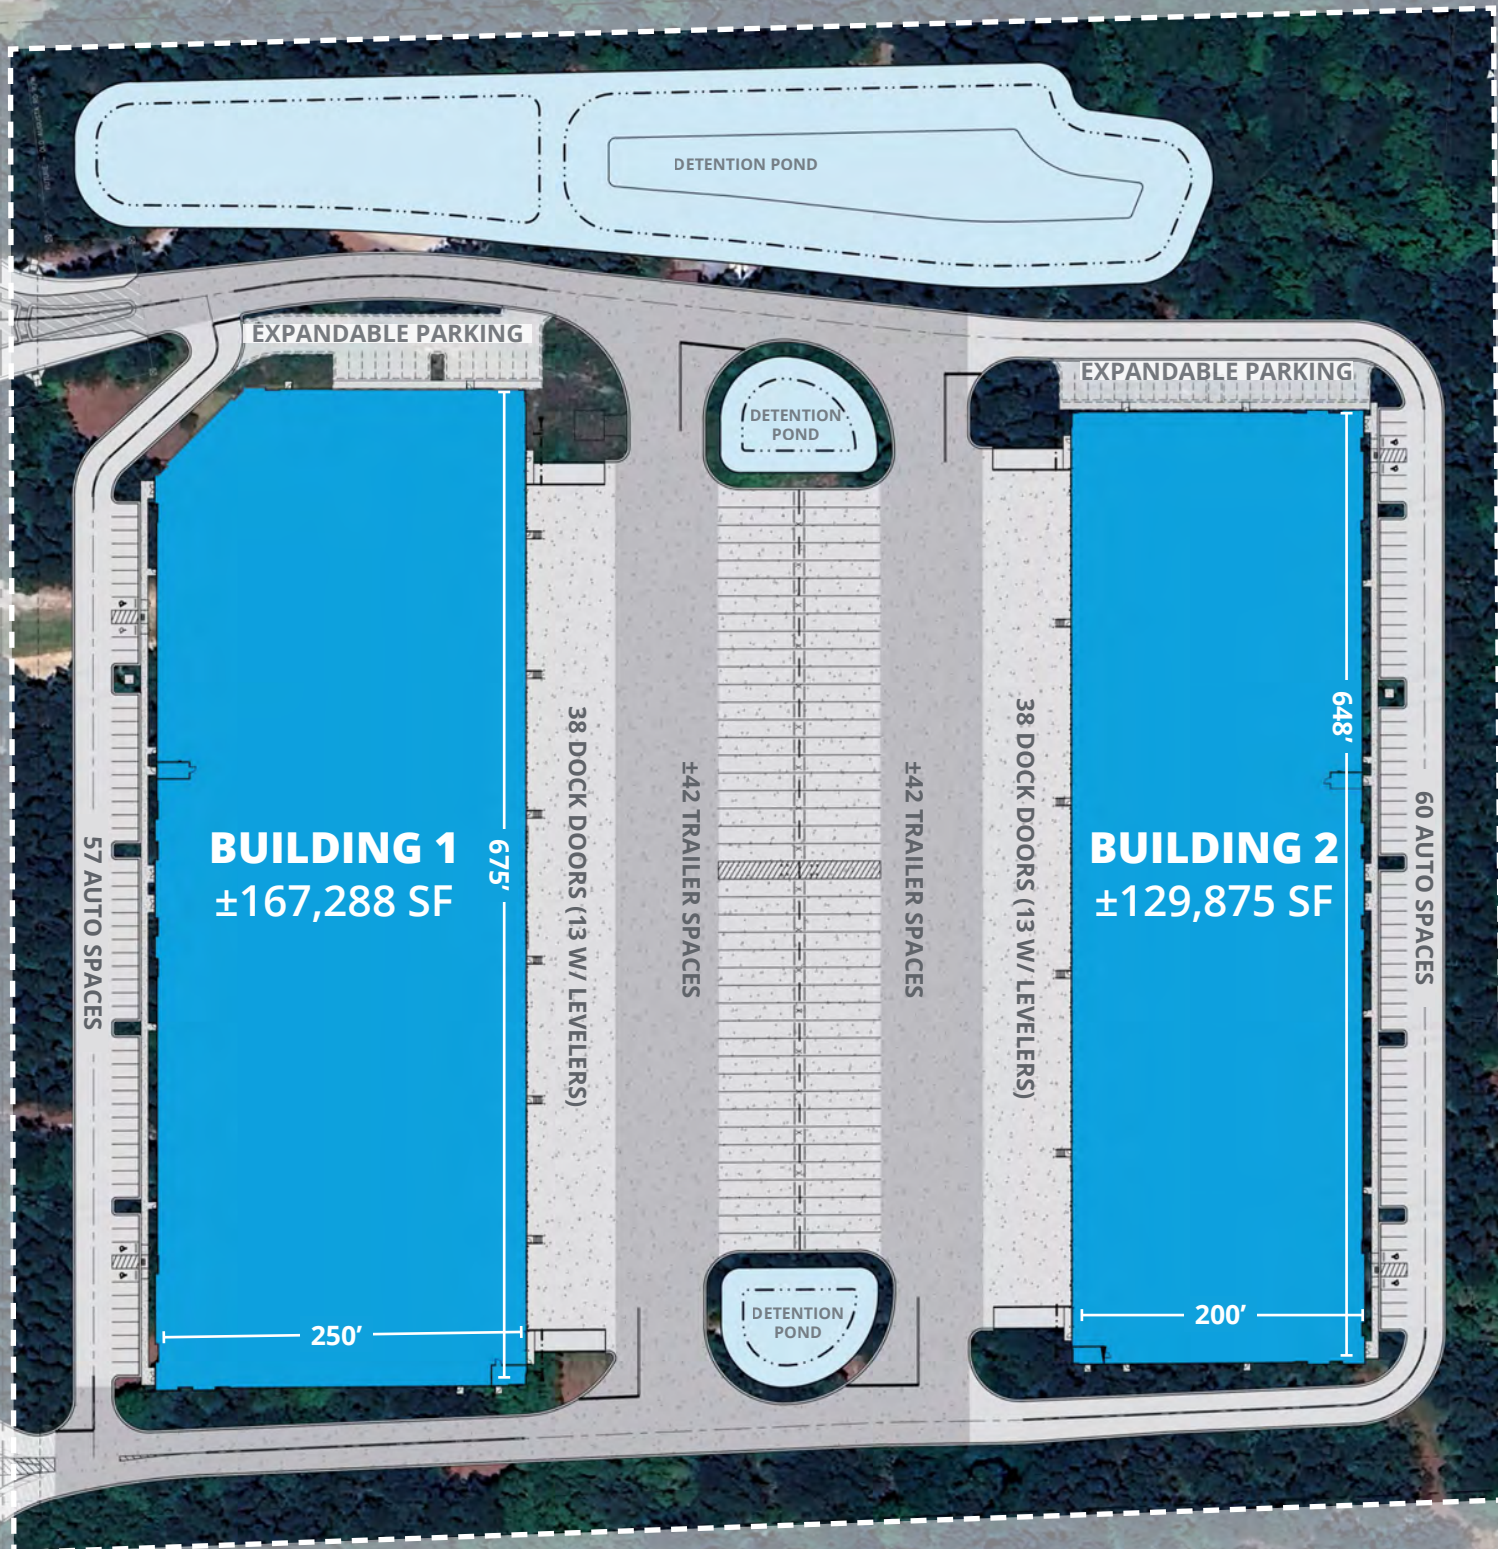 DETENTION POND
EXPANDABLE PARKING
EXPANDABLE PARKING
DETENTION
POND
BUILDING 1
±167,288 SF
675’
250’
57 AUTO SPACES
38 DOCK DOORS (13 W/ LEVELERS)
±42 TRAILER SPACES
±42 TRAILER SPACES
38 DOCK DOORS (13 W/ LEVELERS)
BUILDING 2
±129,875 SF
648’
200’
60 AUTO SPACES
DETENTION
POND